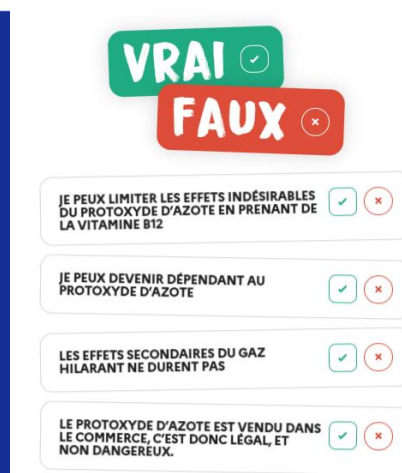 VRAI
FAUX
JE PEUX LIMITER LES EFFETS INDÉSIRABLES
DU PROTOXYDE D'AZOTE EN PRENANT DE
LA VITAMINE B12
JE PEUX DEVENIR DÉPENDANT AU
PROTOXYDE D'AZOTE
LES EFFETS SECONDAIRES DU GAZ
HILARANT NE DURENT PAS
LE PROTOXYDE D'AZOTE EST VENDU DANS
LE COMMERCE, C'EST DONC LÉGAL, ET
NON DANGEREUX.